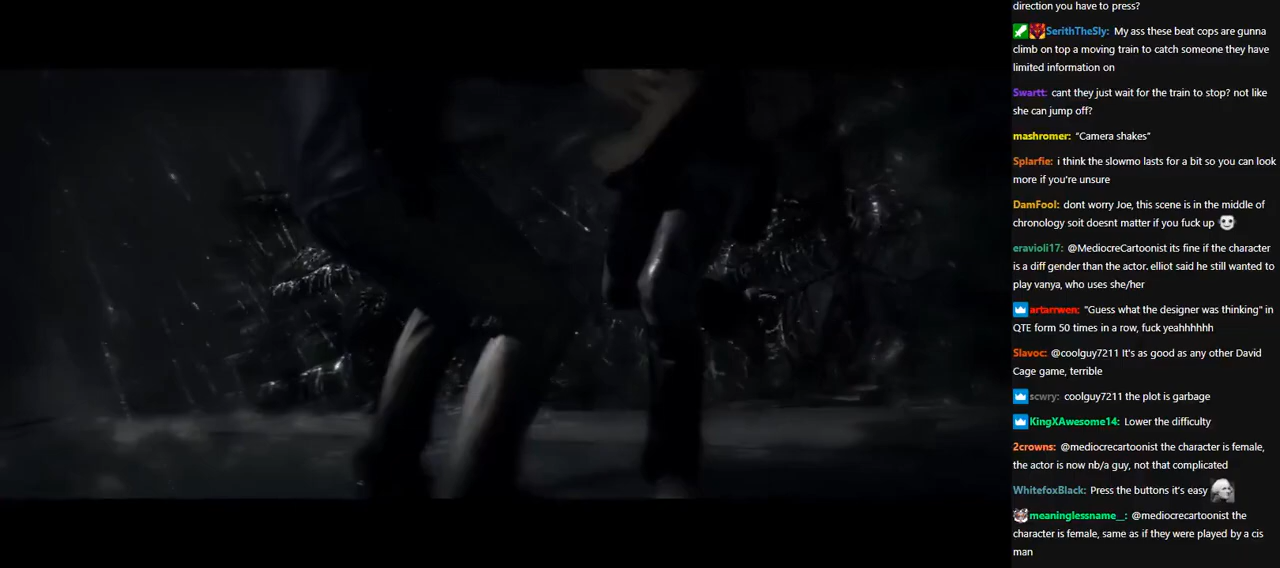 direction you have to press?
SerithTheSly: My ass these beat cops are gunna
climb on top a moving train to catch someone they have
limited information on
Swartt: cant they just wait for the train to stop? not like
she can jump off?
mashromer: "Camera shakes"
Splarfie: i think the slowmo lasts for a bit so you can look
more if you're unsure
DamFool: dont worry Joe, this scene is in the middle of
chronology soit doesnt matter if you fuck up
eravioli17: @MediocreCartoonist its fine if the character
is a diff gender than the actor. elliot said he still wanted to
play vanya, who uses she/her
artarrwen: "Guess what the designer was thinking" in
QTE form 50 times in a row, fuck yeahhhhhh
Slavoc: @coolguy7211 It's as good as any other David
Cage game, terrible
scwry: coolguy7211 the plot is garbage
KingXAwesome14: Lower the difficulty
2crowns: @mediocrecartoonist the character is female,
the actor is now nb/a guy, not that complicated
WhitefoxBlack: Press the buttons it's easy
meaninglessname__: @mediocrecartoonist the
character is female, same as if they were played by a cis
man